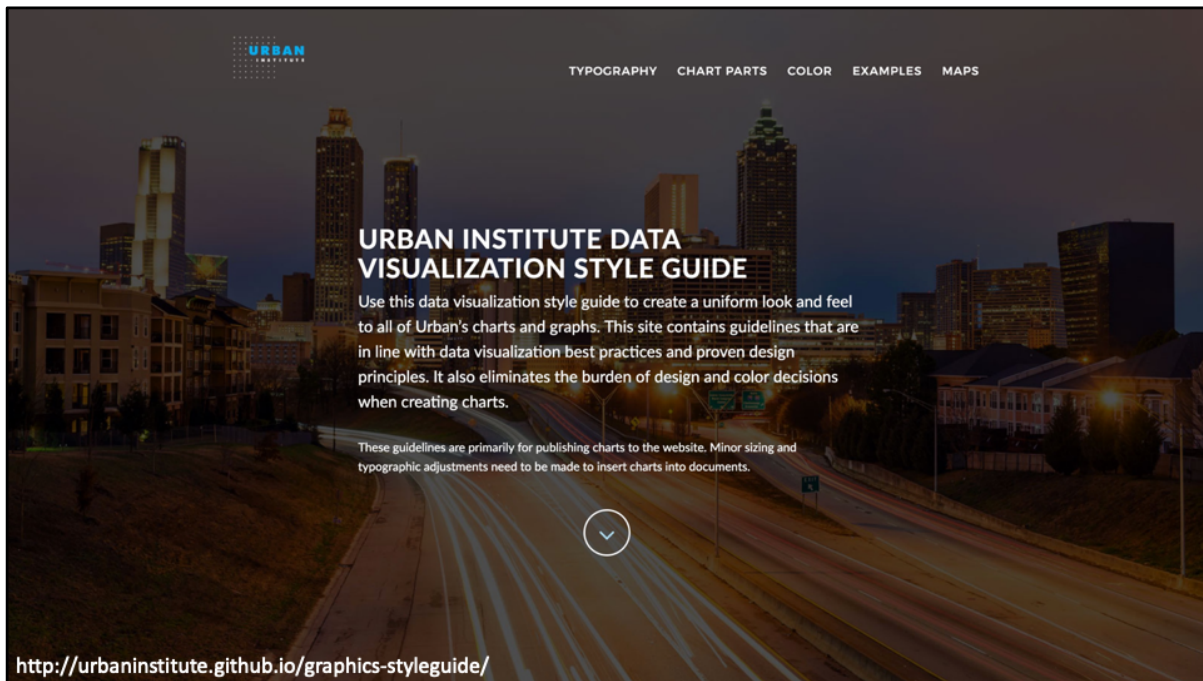 URBAN
INSTITUTE
TYPOGRAPHY CHART PARTS COLOR EXAMPLES MAPS
URBAN INSTITUTE DATA
VISUALIZATION STYLE GUIDE
Use this data visualization style guide to create a uniform look and feel
to all of Urban's charts and graphs. This site contains guidelines that are
in line with data visualization best practices and proven design
principles. It also eliminates the burden of design and color decisions
when creating charts.
These guidelines are primarily for publishing charts to the website. Minor sizing and
typographic adjustments need to be made to insert charts into documents.
http://urbaninstitute.github.io/graphics-styleguide/